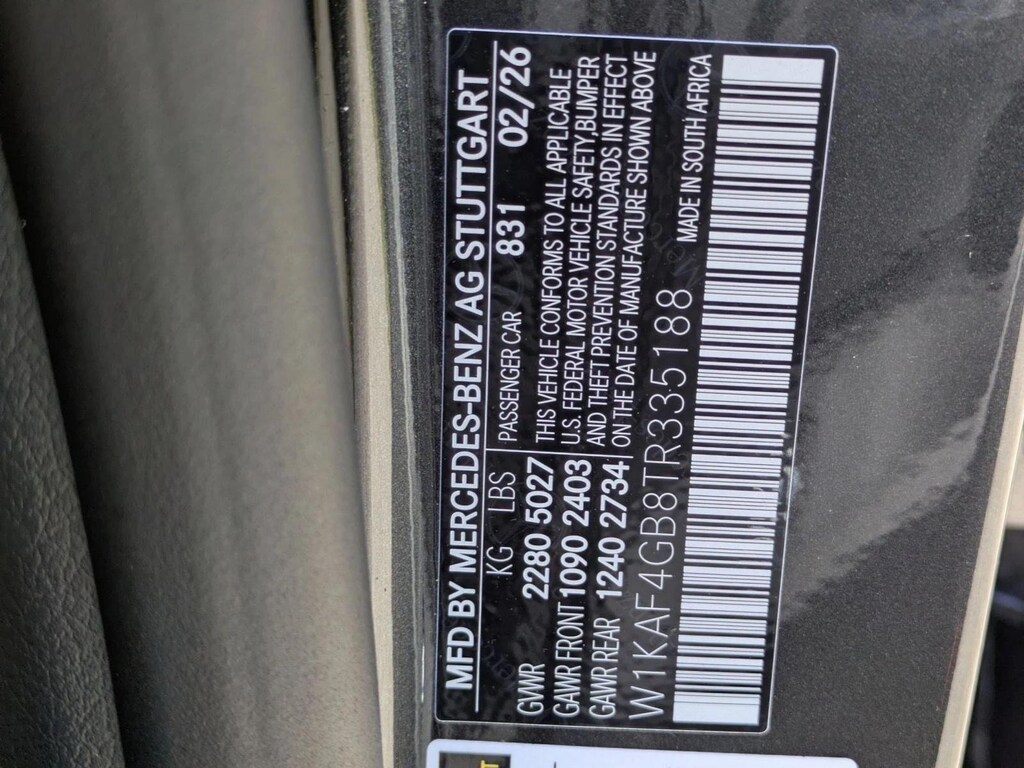 MFD BY MERCEDES-BENZ AG STUTTGART
KG LBS PASSENGER CAR 831 02/26
GVWR 2280 5027 THIS VEHICLE CONFORMS TO ALL APPLICABLE
GAWR FRONT 1090 2403 U.S. FEDERAL MOTOR VEHICLE SAFETY,BUMPER
GAWR REAR 1240 2734 AND THEFT PREVENTION STANDARDS IN EFFECT
ON THE DATE OF MANUFACTURE SHOWN ABOVE
W1KAF4GB8TR335188 MADE IN SOUTH AFRICA